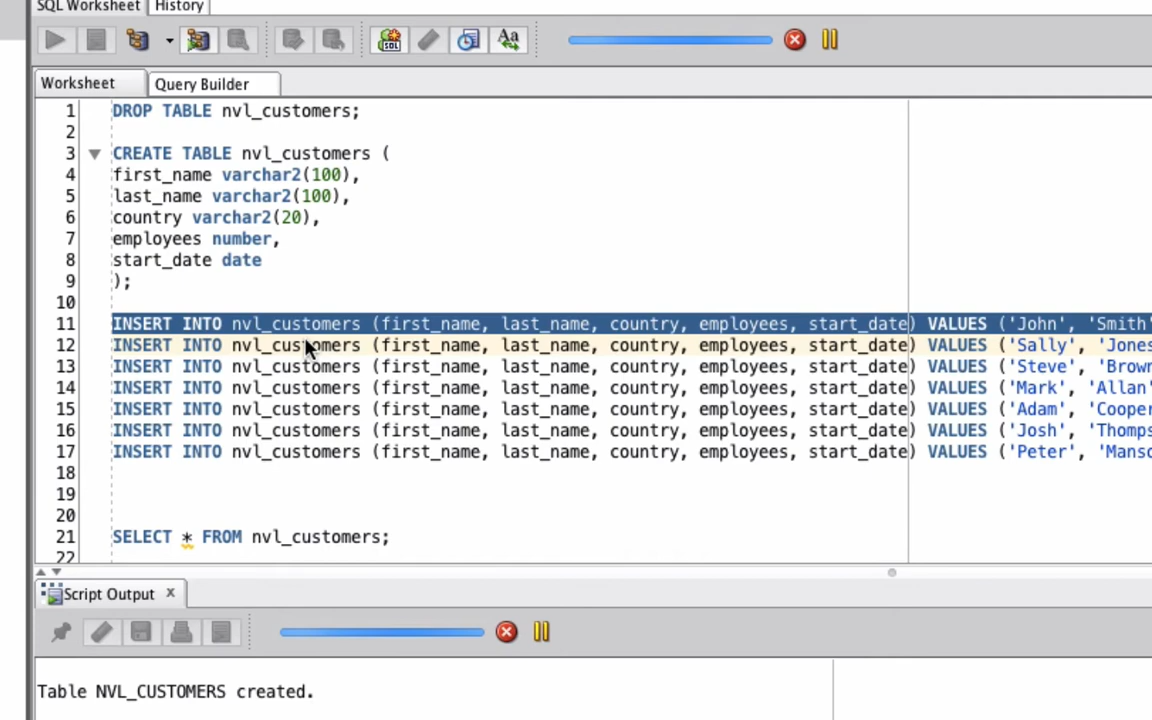 SQL Worksheet History
Worksheet Query Builder
1 DROP TABLE nvl_customers;
2
3 CREATE TABLE nvl_customers (
4 first_name varchar2(100),
5 last_name varchar2(100),
6 country varchar2(20),
7 employees number,
8 start_date date
9 );
10
11 INSERT INTO nvl_customers (first_name, last_name, country, employees, start_date) VALUES ('John', 'Smith'
12 INSERT INTO nvl_customers (first_name, last_name, country, employees, start_date) VALUES ('Sally', 'Jones
13 INSERT INTO nvl_customers (first_name, last_name, country, employees, start_date) VALUES ('Steve', 'Brown
14 INSERT INTO nvl_customers (first_name, last_name, country, employees, start_date) VALUES ('Mark', 'Allan'
15 INSERT INTO nvl_customers (first_name, last_name, country, employees, start_date) VALUES ('Adam', 'Cooper
16 INSERT INTO nvl_customers (first_name, last_name, country, employees, start_date) VALUES ('Josh', 'Thomps
17 INSERT INTO nvl_customers (first_name, last_name, country, employees, start_date) VALUES ('Peter', 'Manso
18
19
20
21 SELECT * FROM nvl_customers;
22
Script Output x
Table NVL_CUSTOMERS created.